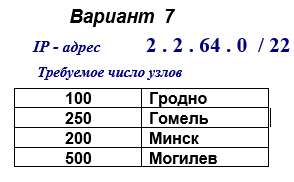 Вариант 7
IP - адрес 2 . 2 . 64 . 0 / 22
Требуемое число узлов
100 Гродно
250 Гомель
200 Минск
500 Могилев